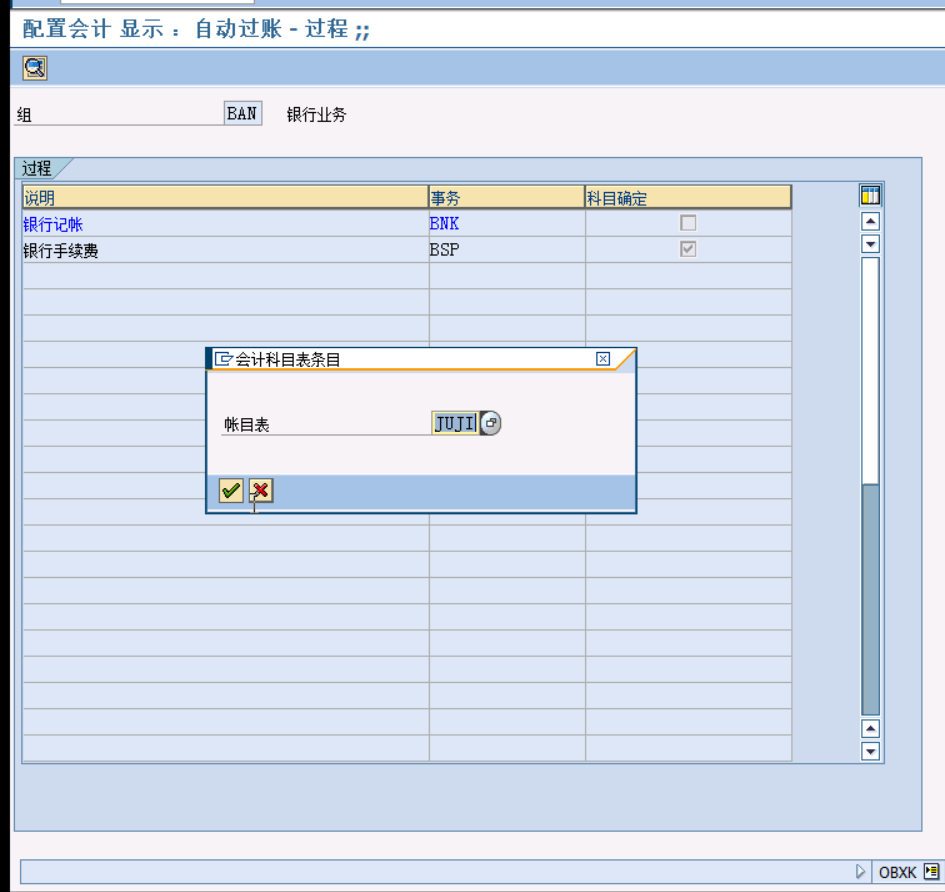 配置会计 显示 : 自动过账 - 过程 ;;
组 BAN 银行业务
过程
说明 事务 科目确定
银行记帐 BNK
银行手续费 BSP
会计科目表条目
帐目表 JUJI
OBXK